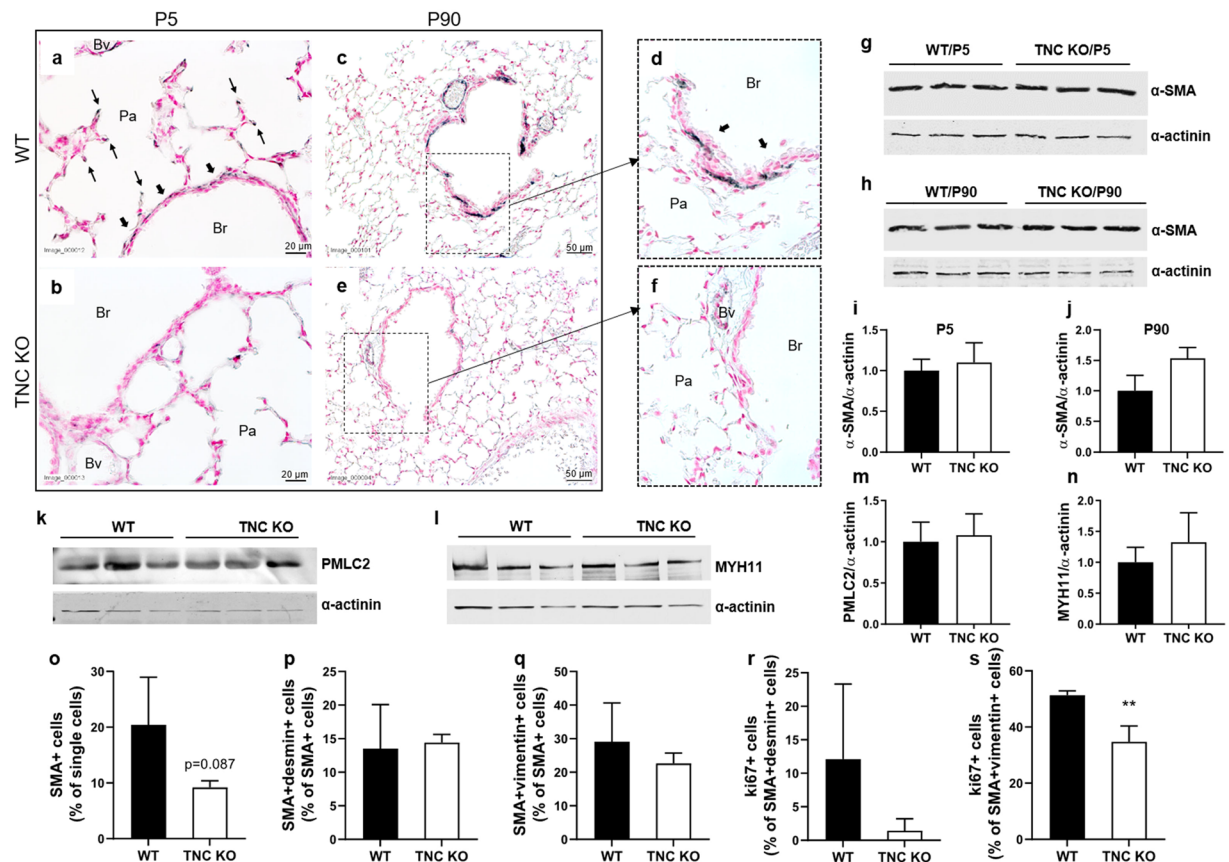 P5
P90
WT
TNC KO
a
Bv
Pa
Br
20 µm
Image_000012
c
50 µm
Image_000101
d
Br
Pa
b
Br
Pa
Bv
20 µm
Image_000013
e
50 µm
Image_000004
f
Bv
Br
Pa
g
WT/P5
TNC KO/P5
α-SMA
α-actinin
h
WT/P90
TNC KO/P90
α-SMA
α-actinin
i
P5
α-SMA/α-actinin
1.5
1.0
0.5
0.0
WT
TNC KO
j
P90
α-SMA/α-actinin
2.0
1.5
1.0
0.5
0.0
WT
TNC KO
k
WT
TNC KO
PMLC2
α-actinin
l
WT
TNC KO
MYH11
α-actinin
m
PMLC2/α-actinin
1.5
1.0
0.5
0.0
WT
TNC KO
n
MYH11/α-actinin
2.0
1.5
1.0
0.5
0.0
WT
TNC KO
o
SMA+ cells
(% of single cells)
30
20
10
0
p=0.087
WT
TNC KO
p
SMA+desmin+ cells
(% of SMA+ cells)
30
20
10
0
WT
TNC KO
q
SMA+vimentin+ cells
(% of SMA+ cells)
50
40
30
20
10
0
WT
TNC KO
r
ki67+ cells
(% of SMA+desmin+ cells)
25
20
15
10
5
0
WT
TNC KO
s
ki67+ cells
(% of SMA+vimentin+ cells)
60
40
20
0
**
WT
TNC KO